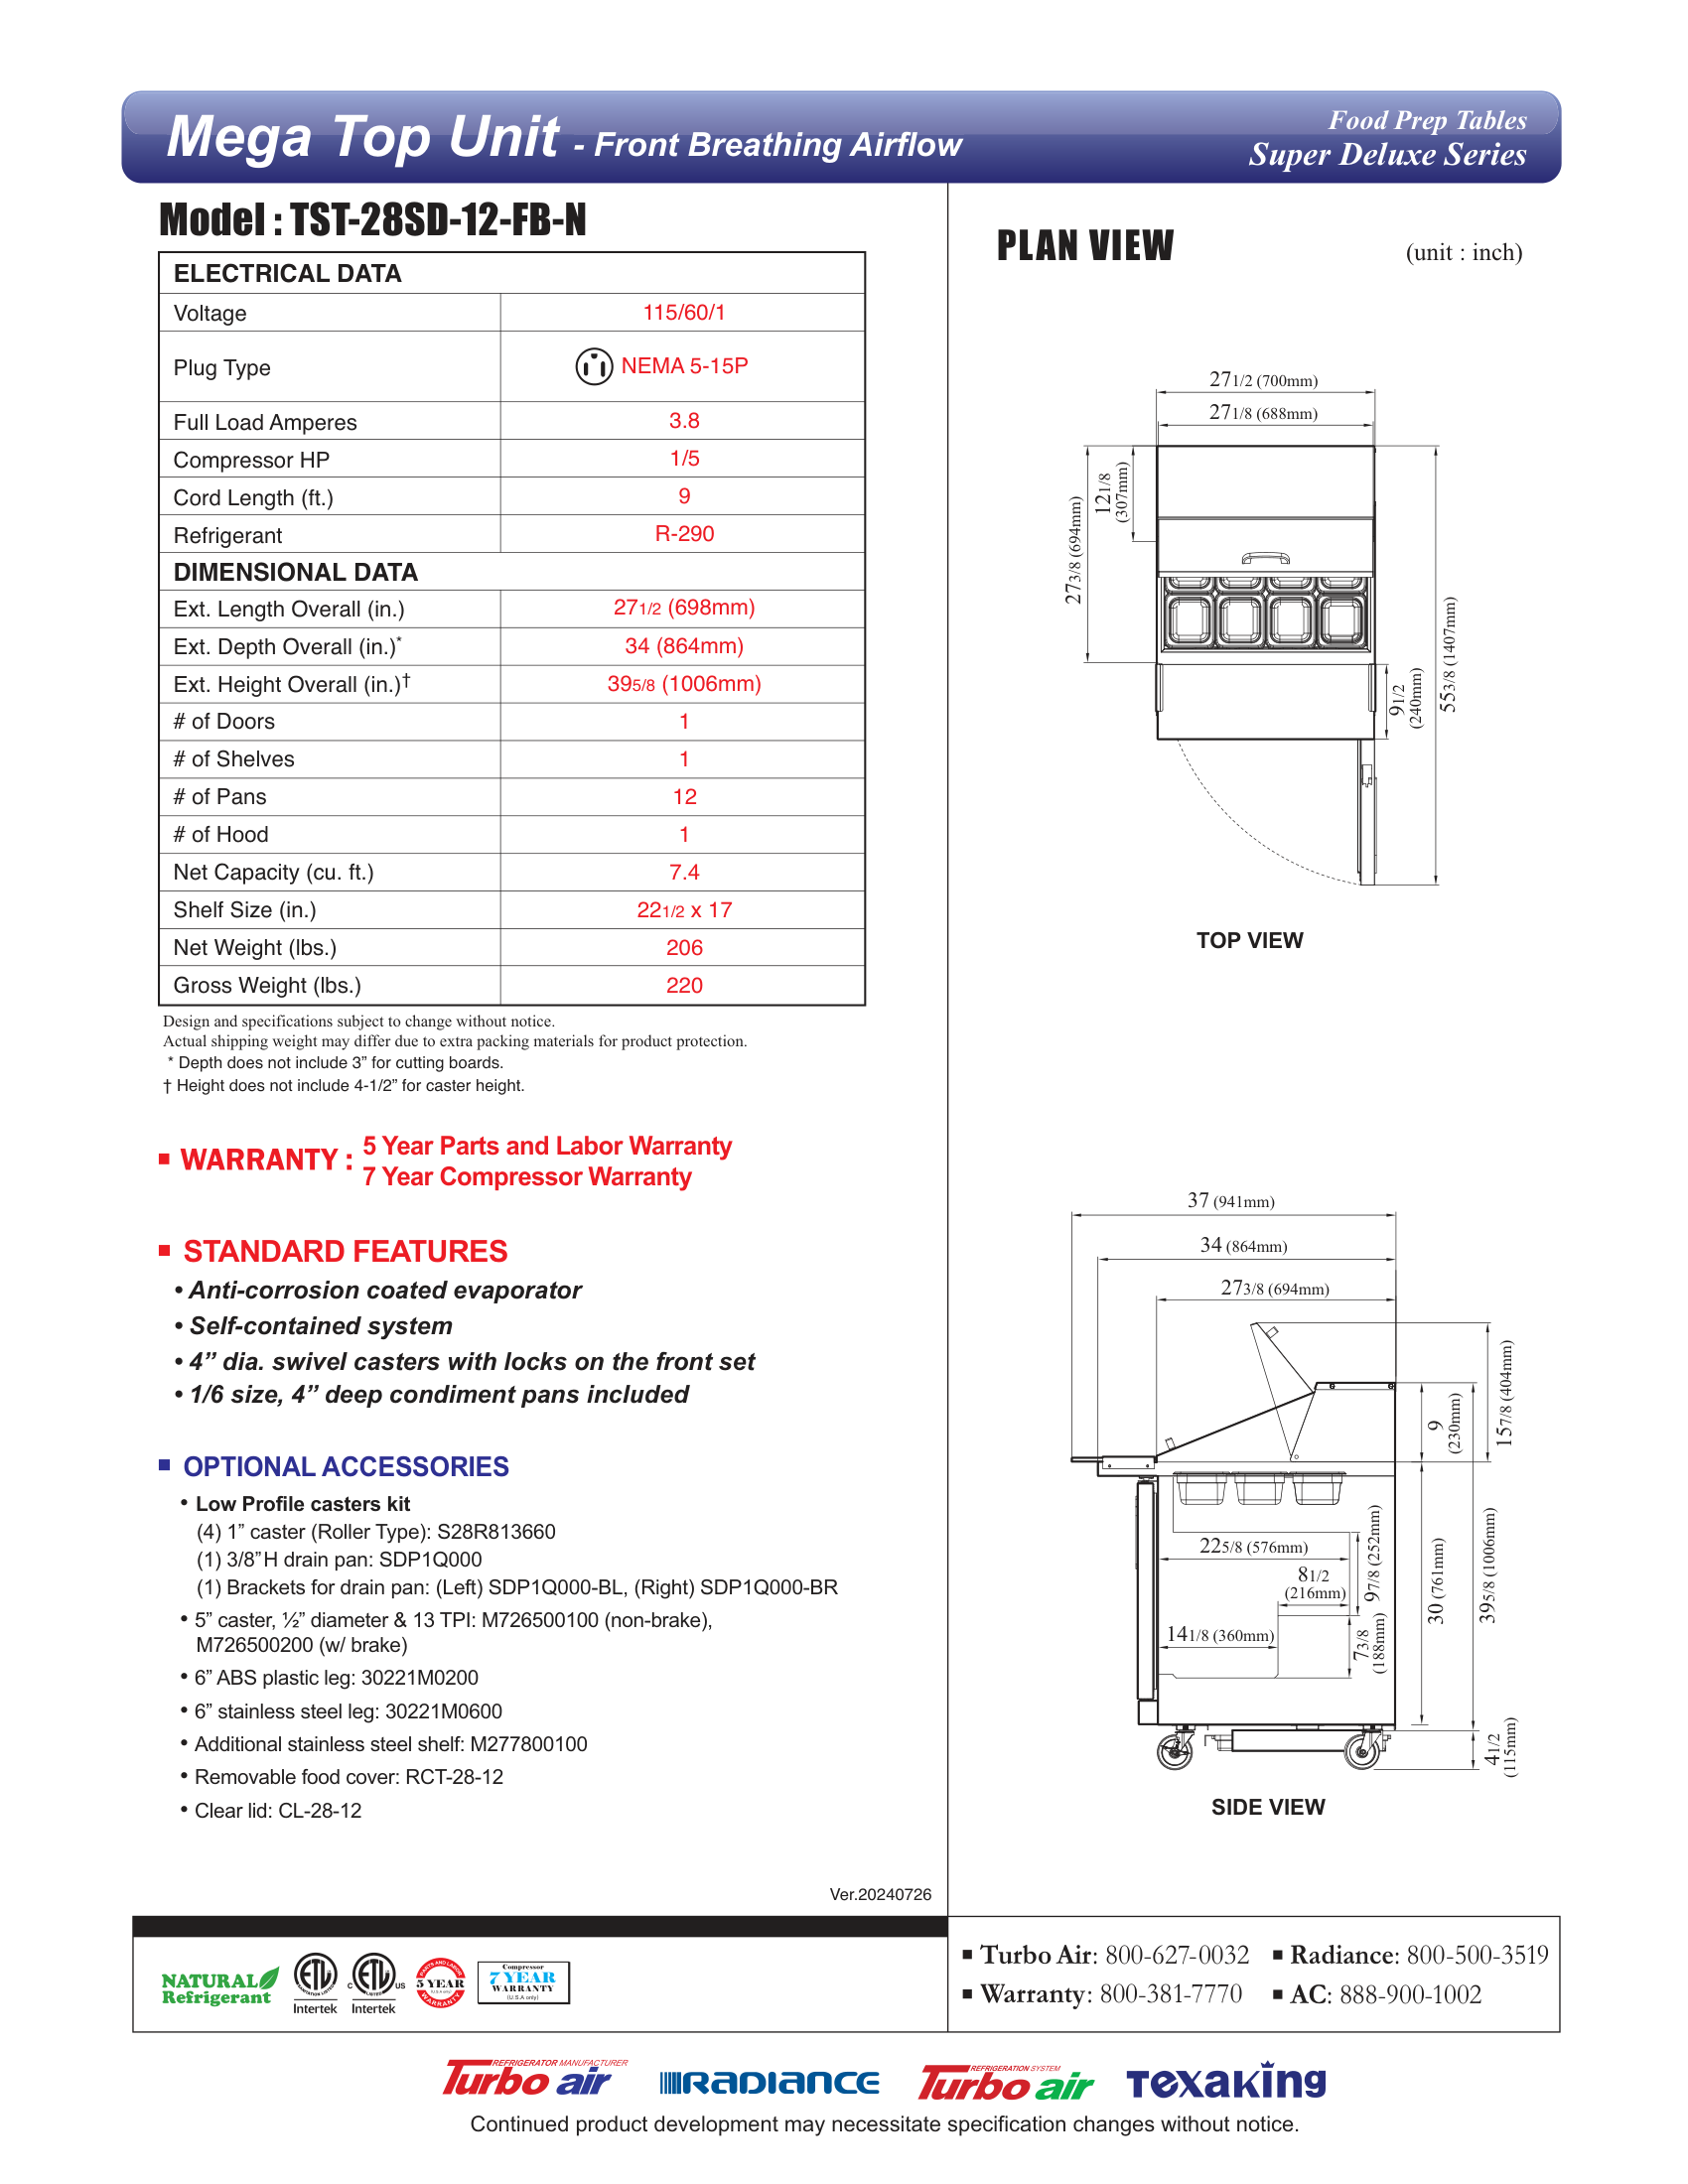 Mega Top Unit - Front Breathing Airflow
Food Prep Tables
Super Deluxe Series
Model : TST-28SD-12-FB-N
ELECTRICAL DATA
Voltage 115/60/1
Plug Type NEMA 5-15P
Full Load Amperes 3.8
Compressor HP 1/5
Cord Length (ft.) 9
Refrigerant R-290
DIMENSIONAL DATA
Ext. Length Overall (in.) 27 1/2 (698mm)
Ext. Depth Overall (in.)* 34 (864mm)
Ext. Height Overall (in.)† 39 5/8 (1006mm)
# of Doors 1
# of Shelves 1
# of Pans 12
# of Hood 1
Net Capacity (cu. ft.) 7.4
Shelf Size (in.) 22 1/2 x 17
Net Weight (lbs.) 206
Gross Weight (lbs.) 220
Design and specifications subject to change without notice.
Actual shipping weight may differ due to extra packing materials for product protection.
* Depth does not include 3” for cutting boards.
† Height does not include 4-1/2” for caster height.
WARRANTY : 5 Year Parts and Labor Warranty
7 Year Compressor Warranty
STANDARD FEATURES
• Anti-corrosion coated evaporator
• Self-contained system
• 4” dia. swivel casters with locks on the front set
• 1/6 size, 4” deep condiment pans included
OPTIONAL ACCESSORIES
• Low Profile casters kit
(4) 1” caster (Roller Type): S28R813660
(1) 3/8”H drain pan: SDP1Q000
(1) Brackets for drain pan: (Left) SDP1Q000-BL, (Right) SDP1Q000-BR
• 5” caster, ½” diameter & 13 TPI: M726500100 (non-brake),
M726500200 (w/ brake)
• 6” ABS plastic leg: 30221M0200
• 6” stainless steel leg: 30221M0600
• Additional stainless steel shelf: M277800100
• Removable food cover: RCT-28-12
• Clear lid: CL-28-12
Ver.20240726
PLAN VIEW
(unit : inch)
27 1/2 (700mm)
27 1/8 (688mm)
27 3/8 (694mm)
12 1/8
(307mm)
9 1/2
(240mm)
55 3/8 (1407mm)
TOP VIEW
37 (941mm)
34 (864mm)
27 3/8 (694mm)
15 7/8 (404mm)
9
(230mm)
22 5/8 (576mm)
8 1/2
(216mm)
9 7/8 (252mm)
14 1/8 (360mm)
7 3/8
(188mm)
30 (761mm)
39 5/8 (1006mm)
4 1/2
(115mm)
SIDE VIEW
NATURAL
Refrigerant
ETL
Intertek
C ETL US
LISTED
Intertek
PARTS AND LABOR
5 YEAR
WARRANTY
Compressor
7 YEAR
WARRANTY
(U.S.A only)
Turbo Air: 800-627-0032
Radiance: 800-500-3519
Warranty: 800-381-7770
AC: 888-900-1002
REFRIGERATOR MANUFACTURER
Turbo air
RADIANCE
REFRIGERATION SYSTEM
Turbo air
Texaking
Continued product development may necessitate specification changes without notice.